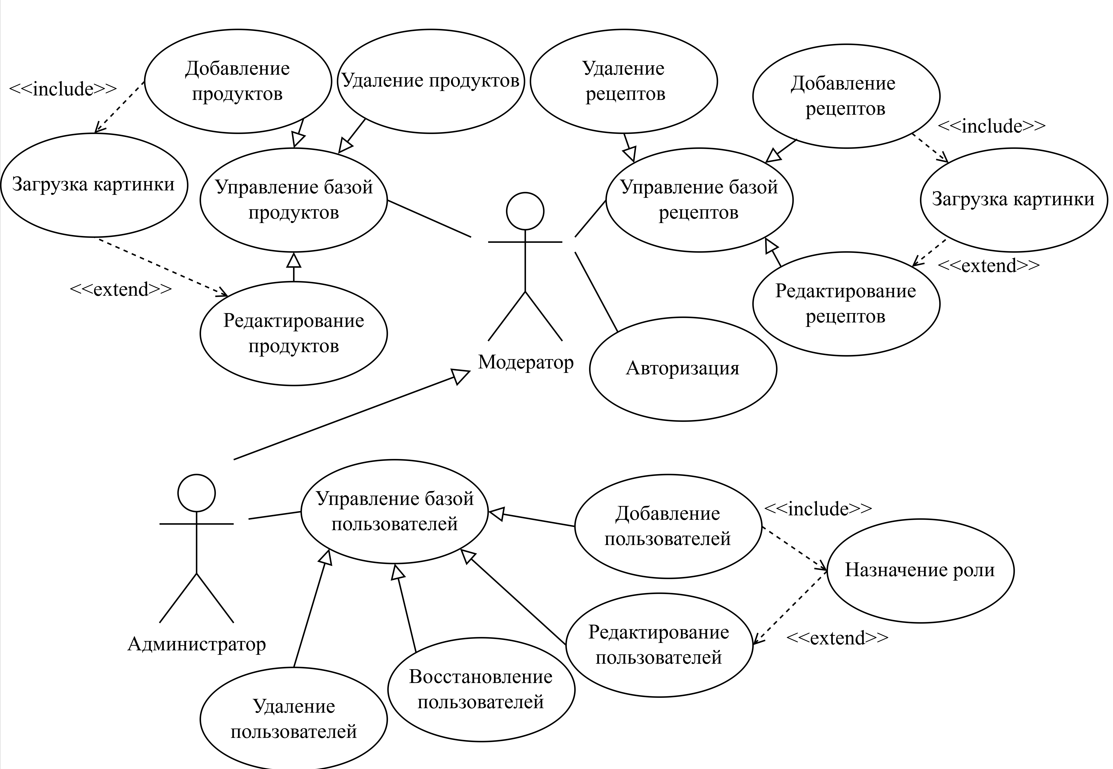 Добавление
продуктов
Удаление продуктов
Удаление
рецептов
Добавление
рецептов
<<include>>
<<include>>
Загрузка картинки
Управление базой
продуктов
Управление базой
рецептов
Загрузка картинки
<<extend>>
<<extend>>
Редактирование
продуктов
Редактирование
рецептов
Модератор
Авторизация
Управление базой
пользователей
Добавление
пользователей
<<include>>
Назначение роли
Администратор
Редактирование
пользователей
<<extend>>
Восстановление
пользователей
Удаление
пользователей